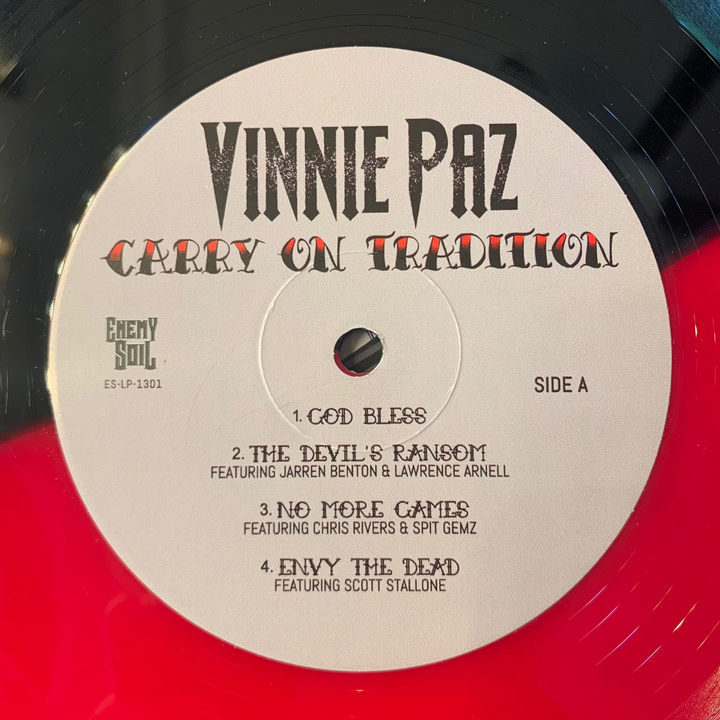 VINNIE PAZ
CARRY ON TRADITION
ENEMY
SOIL
ES-LP-1301
SIDE A
1. GOD BLESS
2. THE DEVIL'S RANSOM
FEATURING JARREN BENTON & LAWRENCE ARNELL
3. NO MORE GAMES
FEATURING CHRIS RIVERS & SPIT GEMZ
4. ENVY THE DEAD
FEATURING SCOTT STALLONE